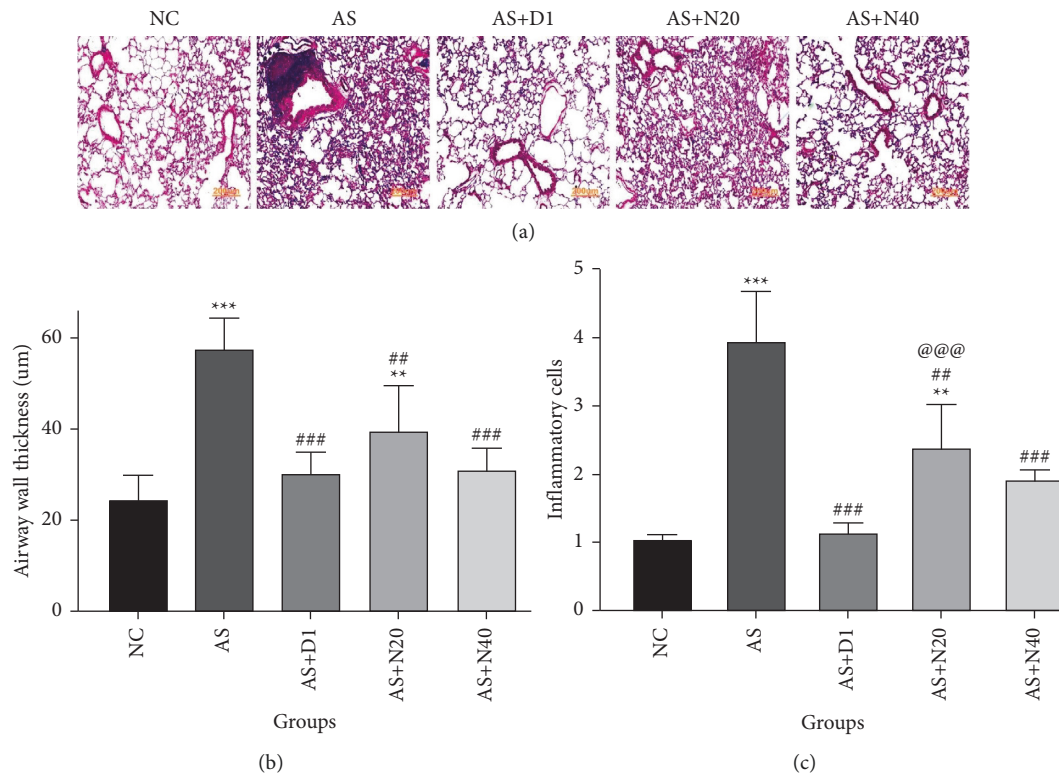 NC AS AS+D1 AS+N20 AS+N40
200um
200um
(a)
Airway wall thickness (um)
60
40
20
0
***
###
##
**
###
NC AS AS+D1 AS+N20 AS+N40
Groups
(b)
Inflammatory cells
5
4
3
2
1
0
***
###
@@@
##
**
###
NC AS AS+D1 AS+N20 AS+N40
Groups
(c)